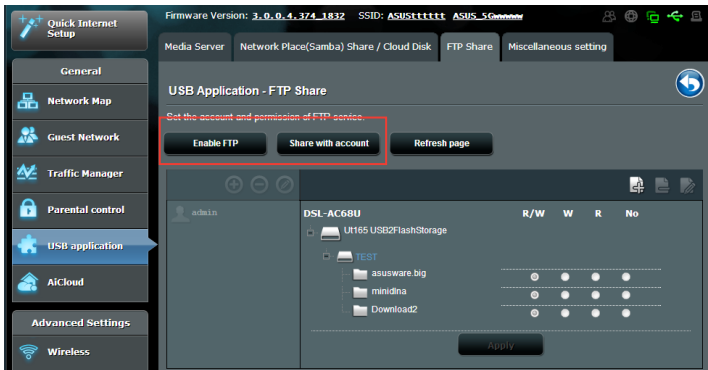 Quick Internet
Setup
Firmware Version: 3.0.0.4.374_1832 SSID: ASUSttttt ASUS_5Gwwwww
Media Server Network Place(Samba) Share / Cloud Disk FTP Share Miscellaneous setting
General
Network Map
Guest Network
Traffic Manager
Parental control
USB application
AiCloud
Advanced Settings
Wireless
USB Application - FTP Share
Set the account and permission of FTP service.
Enable FTP Share with account Refresh page
admin
DSL-AC68U R/W W R No
Ut165 USB2FlashStorage
TEST
asusware.big
minidlna
Download2
Apply